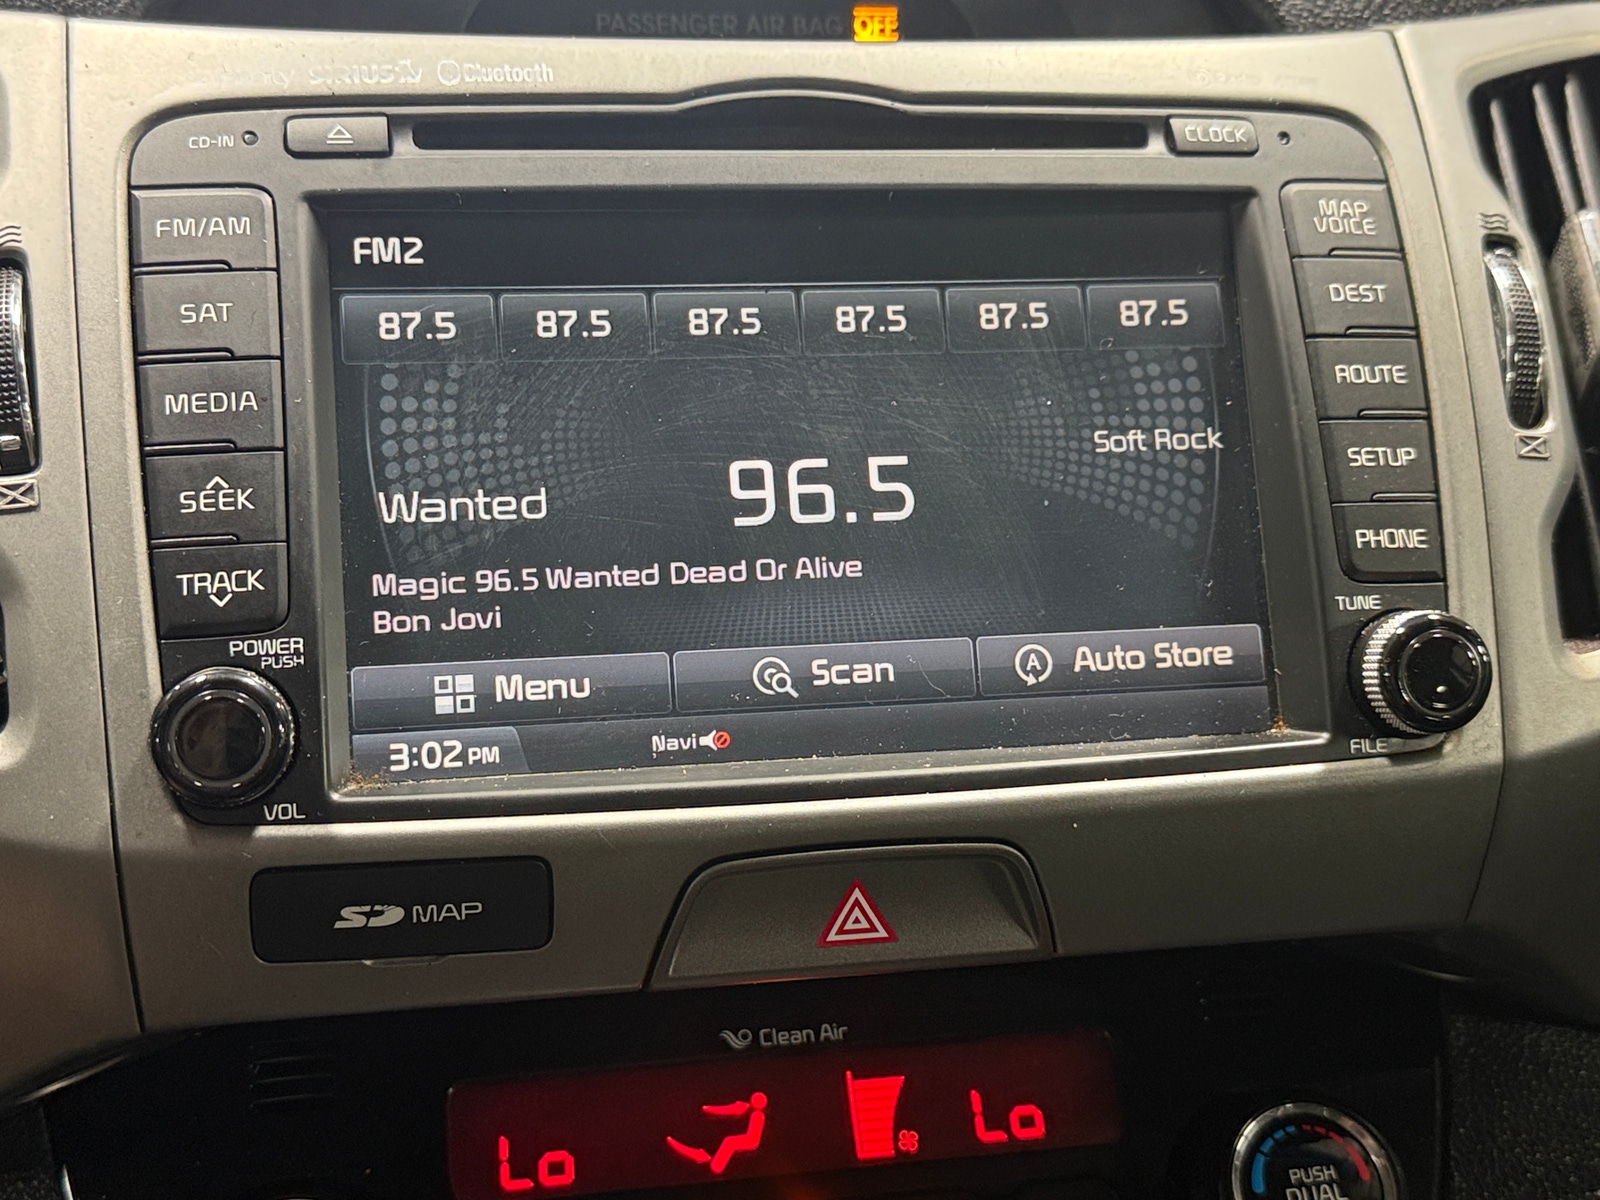 PASSENGER AIR BAG OFF
SIRIUS Bluetooth
CD-IN
CLOCK
FM/AM
SAT
MEDIA
SEEK
TRACK
POWER
PUSH
VOL
FM2
87.5 87.5 87.5 87.5 87.5 87.5
Soft Rock
Wanted 96.5
Magic 96.5 Wanted Dead Or Alive
Bon Jovi
Menu Scan Auto Store
3:02 PM Navi
MAP
VOICE
DEST
ROUTE
SETUP
PHONE
TUNE
FILE
SD MAP
Clean Air
Lo Lo
PUSH
DUAL